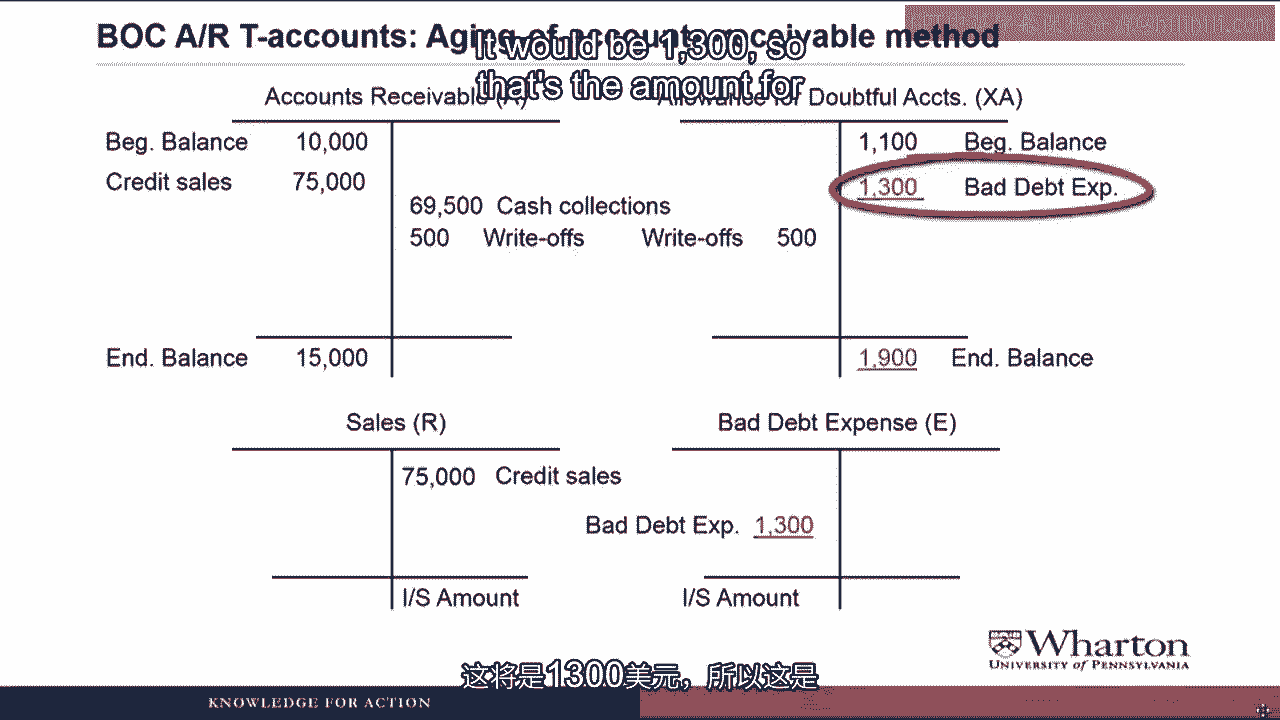 BOC A/R T-accounts: Aging of accounts receivable method
It would be 1,300, so
that's the amount for
Accounts Receivable (A)
Allowance for Doubtful Accts. (XA)
Beg. Balance 10,000
1,100 Beg. Balance
Credit sales 75,000
1,300 Bad Debt Exp.
69,500 Cash collections
500 Write-offs
Write-offs 500
End. Balance 15,000
1,900 End. Balance
Sales (R)
Bad Debt Expense (E)
75,000 Credit sales
Bad Debt Exp. 1,300
I/S Amount
I/S Amount
Wharton
UNIVERSITY of PENNSYLVANIA
这将是1300美元，所以这是
KNOWLEDGE FOR ACTION